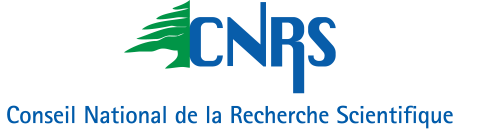 CNRS
Conseil National de la Recherche Scientifique